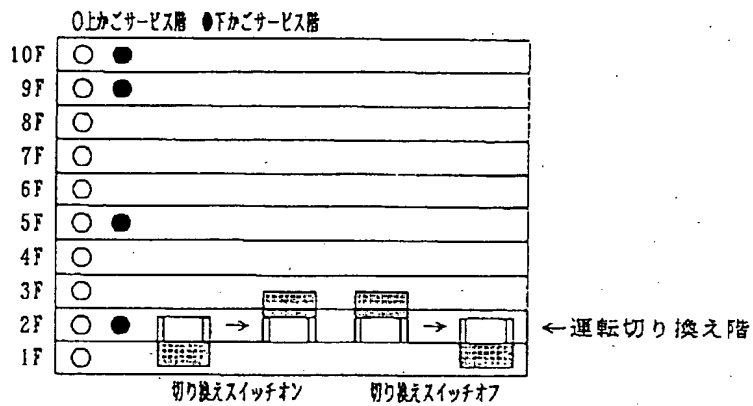 ○上かごサービス階 ●下かごサービス階
10F ○ ●
9F ○ ●
8F ○
7F ○
6F ○
5F ○ ●
4F ○
3F ○
2F ○ ● → → ←運転切り換え階
1F ○
切り換えスイッチオン 切り換えスイッチオフ